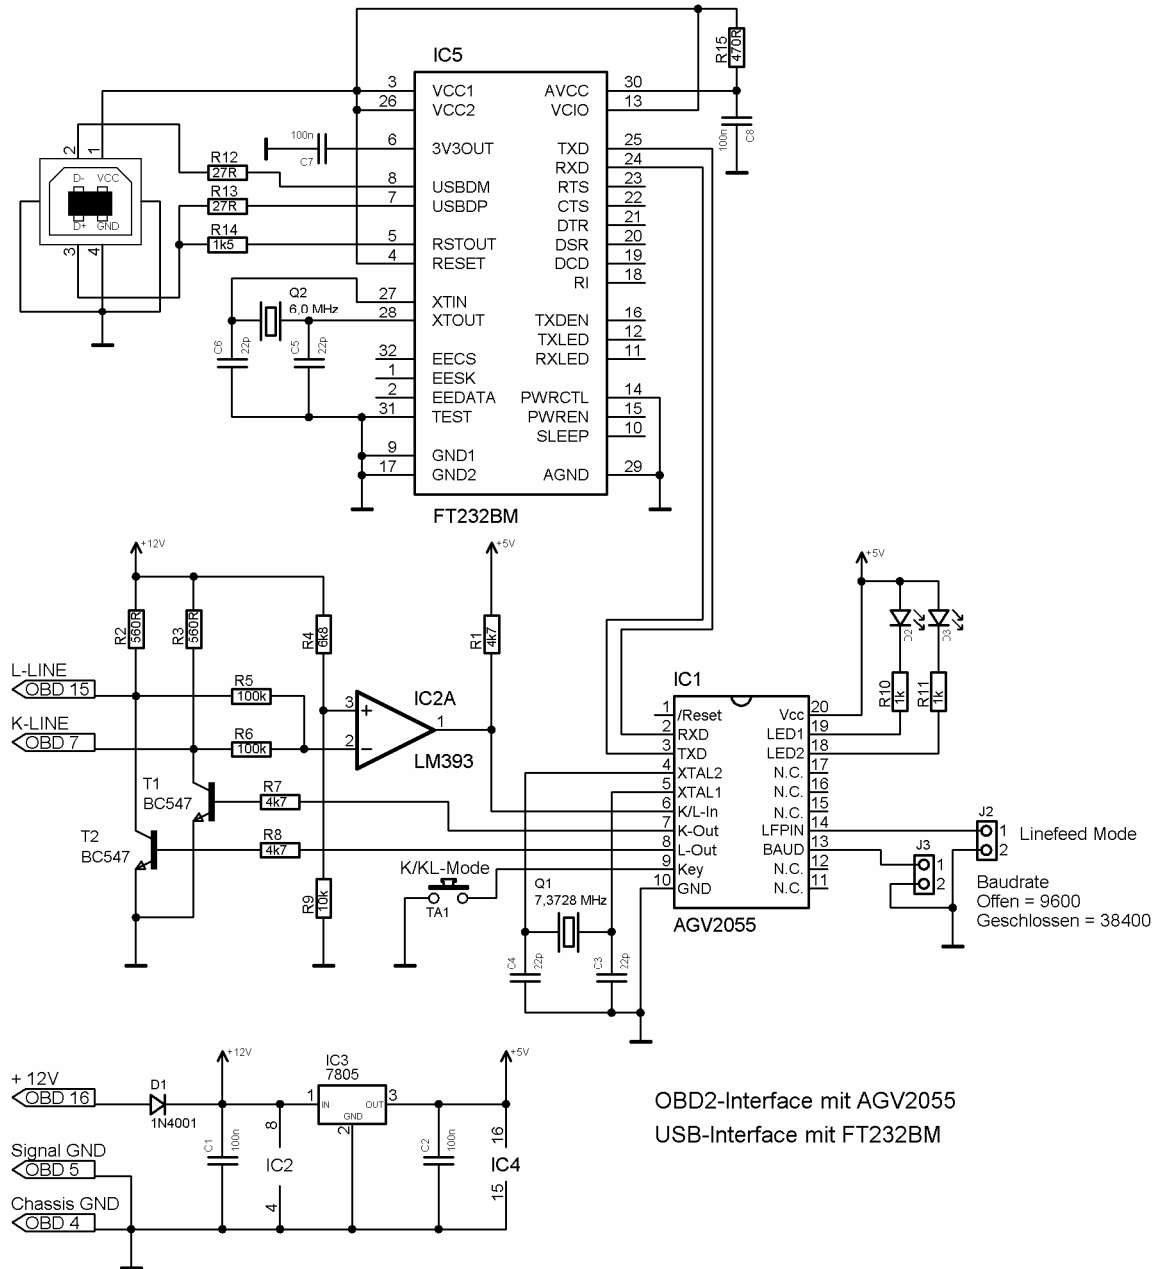 IC5
R15
470R
3
VCC1
AVCC
30
26
VCC2
VCIO
13
100n
C8
100n
C7
6
3V3OUT
TXD
25
RXD
24
2
1
D-
VCC
D+
GND
3
4
R12
27R
8
USBDM
RTS
23
R13
27R
7
USBDP
CTS
22
DTR
21
R14
1k5
5
RSTOUT
DSR
20
4
RESET
DCD
19
RI
18
Q2
6,0 MHz
27
XTIN
28
XTOUT
TXDEN
16
TXLED
12
C6
22p
C5
22p
32
EECS
RXLED
11
1
EESK
2
EEDATA
PWRCTL
14
31
TEST
PWREN
15
SLEEP
10
9
GND1
17
GND2
AGND
29
FT232BM
+12V
+5V
+5V
R2
560R
R3
560R
R4
6k8
R1
4k7
D2
D3
L-LINE
OBD 15
R5
100k
IC2A
3
+
1
2
−
LM393
K-LINE
OBD 7
R6
100k
IC1
R10
1k
R11
1k
1
/Reset
Vcc
20
2
RXD
LED1
19
3
TXD
LED2
18
4
XTAL2
N.C.
17
5
XTAL1
N.C.
16
6
K/L-In
N.C.
15
7
K-Out
LFPIN
14
8
L-Out
BAUD
13
9
Key
N.C.
12
10
GND
N.C.
11
AGV2055
T1
BC547
R7
4k7
T2
BC547
R8
4k7
J2
1
2
Linefeed Mode
J3
1
2
Baudrate
Offen = 9600
Geschlossen = 38400
K/KL-Mode
TA1
R9
10k
Q1
7,3728 MHz
C4
22p
C3
22p
+12V
+5V
+ 12V
OBD 16
D1
1N4001
IC3
7805
1
IN
OUT
3
GND
2
C1
100n
8
IC2
4
C2
100n
16
IC4
15
Signal GND
OBD 5
Chassis GND
OBD 4
OBD2-Interface mit AGV2055
USB-Interface mit FT232BM